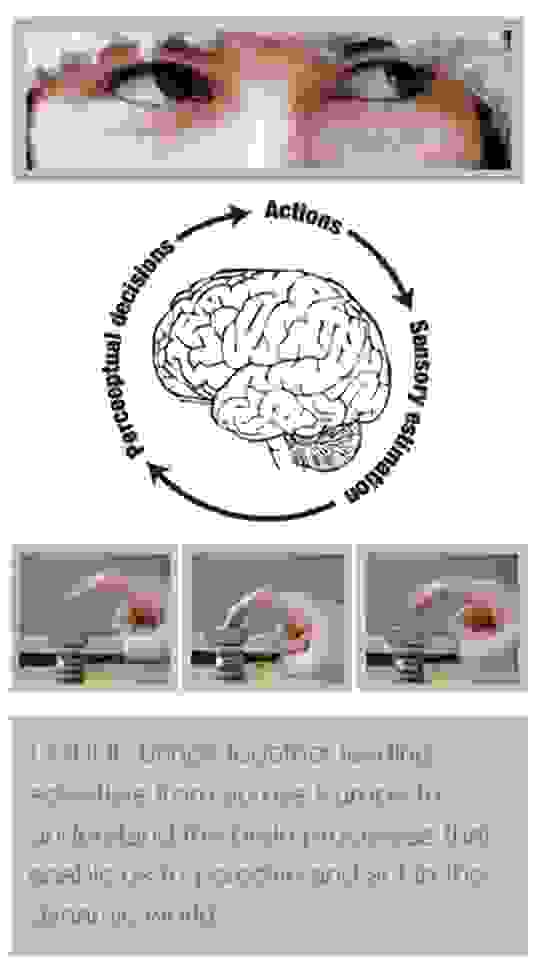 Actions
Perceptual decisions
Sensory estimation
brings together leading
scientists from across Europe to
understand the brain processes that
enable us to perceive and act in the
dynamic world